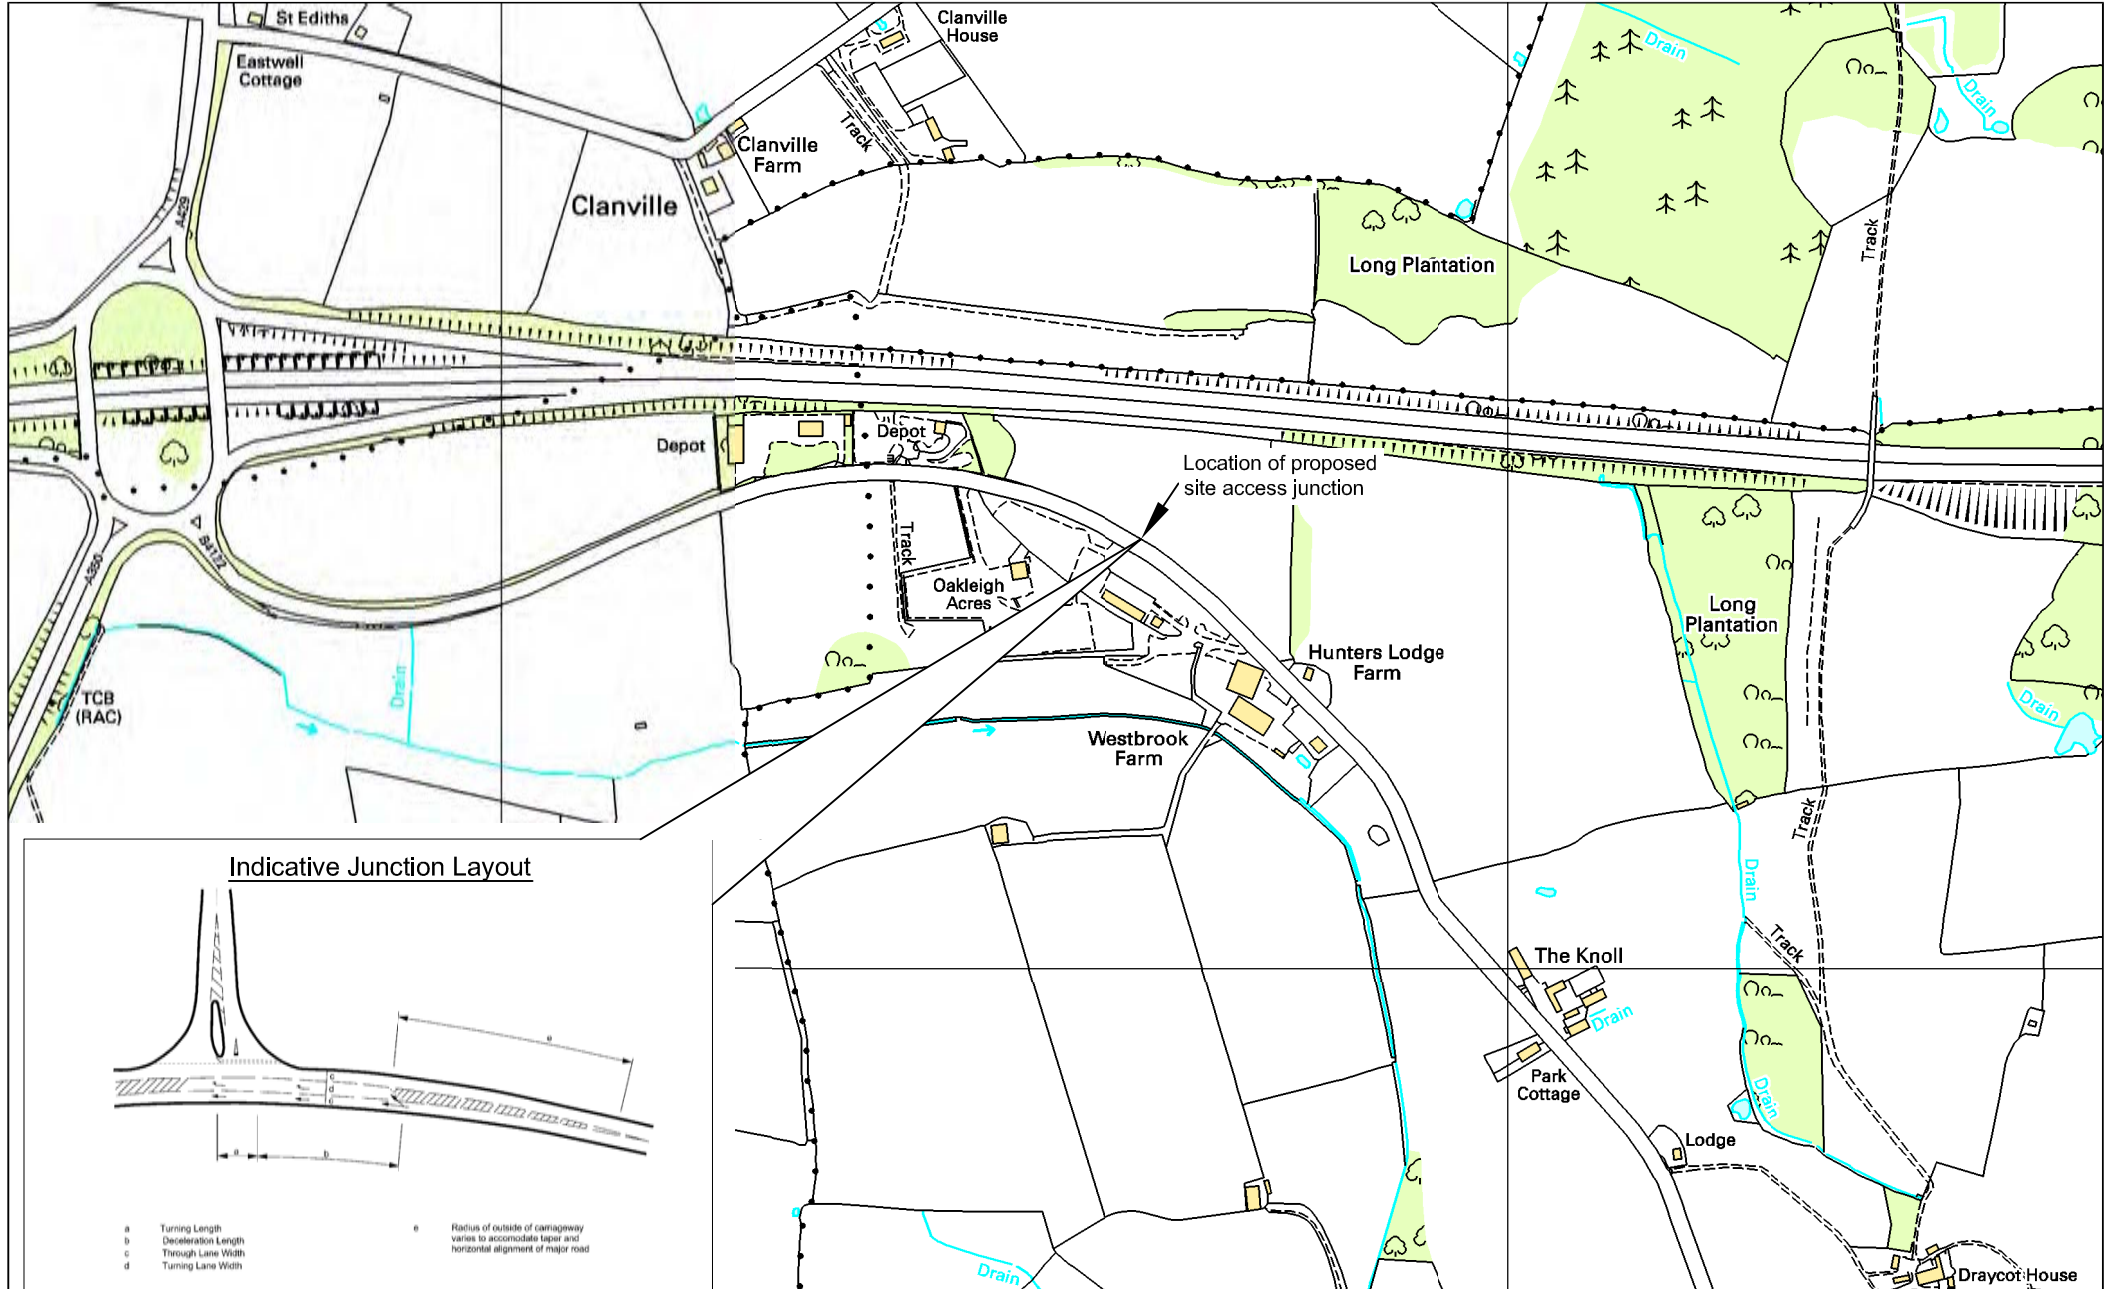 St Ediths
Eastwell
Cottage
Clanville
House
Drain
Drain
Track
Clanville
Farm
Clanville
A429
Track
Long Plantation
Depot
Depot
Location of proposed
site access junction
B4122
A350
Track
Oakleigh
Acres
Long
Plantation
Hunters Lodge
Farm
TCB
(RAC)
Drain
Drain
Westbrook
Farm
Track
Indicative Junction Layout
Drain
Track
The Knoll
Drain
Park
Cottage
Drain
Lodge
Drain
Draycot House
e
c
d
c
a
b
a Turning Length
b Deceleration Length
c Through Lane Width
d Turning Lane Width
e Radius of outside of carriageway
varies to accomodate taper and
horizontal alignment of major road